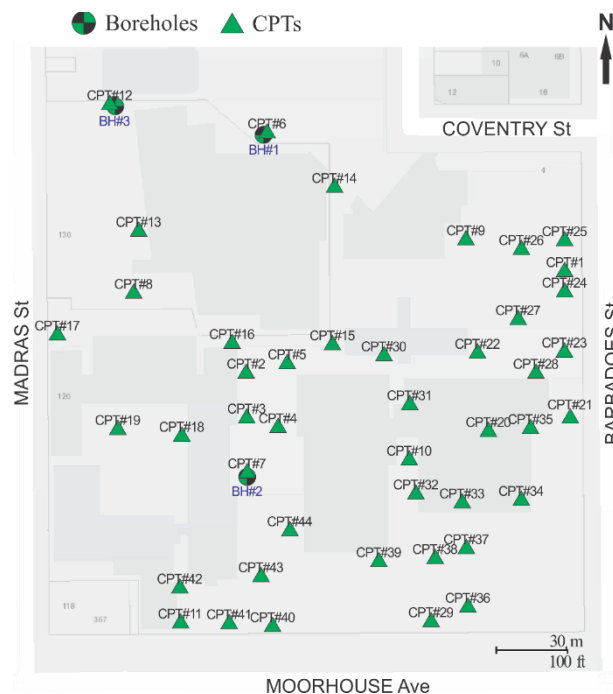 Boreholes
CPTs
N
10
6A
6B
12
18
CPT#12
BH#3
CPT#6
BH#1
COVENTRY St
CPT#14
4
CPT#13
130
CPT#9
CPT#26
CPT#25
CPT#1
CPT#24
CPT#8
CPT#27
CPT#17
CPT#16
CPT#15
CPT#30
CPT#22
CPT#23
MADRAS St
BARBADOES St
CPT#2
CPT#5
CPT#28
120
CPT#31
CPT#3
CPT#4
CPT#21
CPT#19
CPT#18
CPT#20
CPT#35
CPT#10
CPT#7
BH#2
CPT#32
CPT#33
CPT#34
CPT#44
CPT#37
CPT#38
CPT#39
CPT#43
CPT#42
118
367
CPT#11
CPT#41
CPT#40
CPT#29
CPT#36
30 m
100 ft
MOORHOUSE Ave